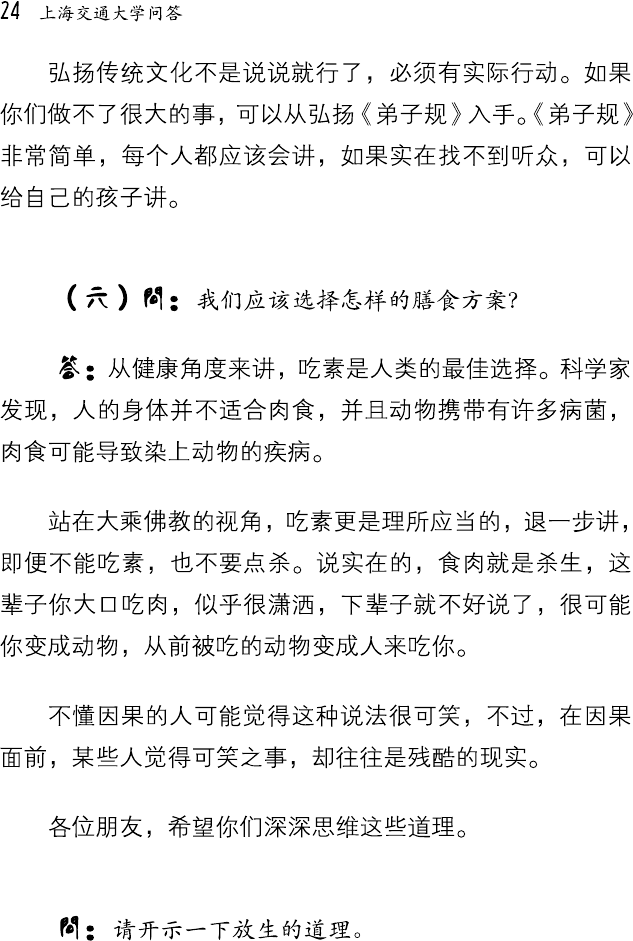 24 上海交通大学问答
弘扬传统文化不是说说就行了，必须有实际行动。如果
你们做不了很大的事，可以从弘扬《弟子规》入手。《弟子规》
非常简单，每个人都应该会讲，如果实在找不到听众，可以
给自己的孩子讲。
（六）问：我们应该选择怎样的膳食方案？
答：从健康角度来讲，吃素是人类的最佳选择。科学家
发现，人的身体并不适合肉食，并且动物携带有许多病菌，
肉食可能导致染上动物的疾病。
站在大乘佛教的视角，吃素更是理所应当的，退一步讲，
即便不能吃素，也不要点杀。说实在的，食肉就是杀生，这
辈子你大口吃肉，似乎很潇洒，下辈子就不好说了，很可能
你变成动物，从前被吃的动物变成人来吃你。
不懂因果的人可能觉得这种说法很可笑，不过，在因果
面前，某些人觉得可笑之事，却往往是残酷的现实。
各位朋友，希望你们深深思维这些道理。
问：请开示一下放生的道理。